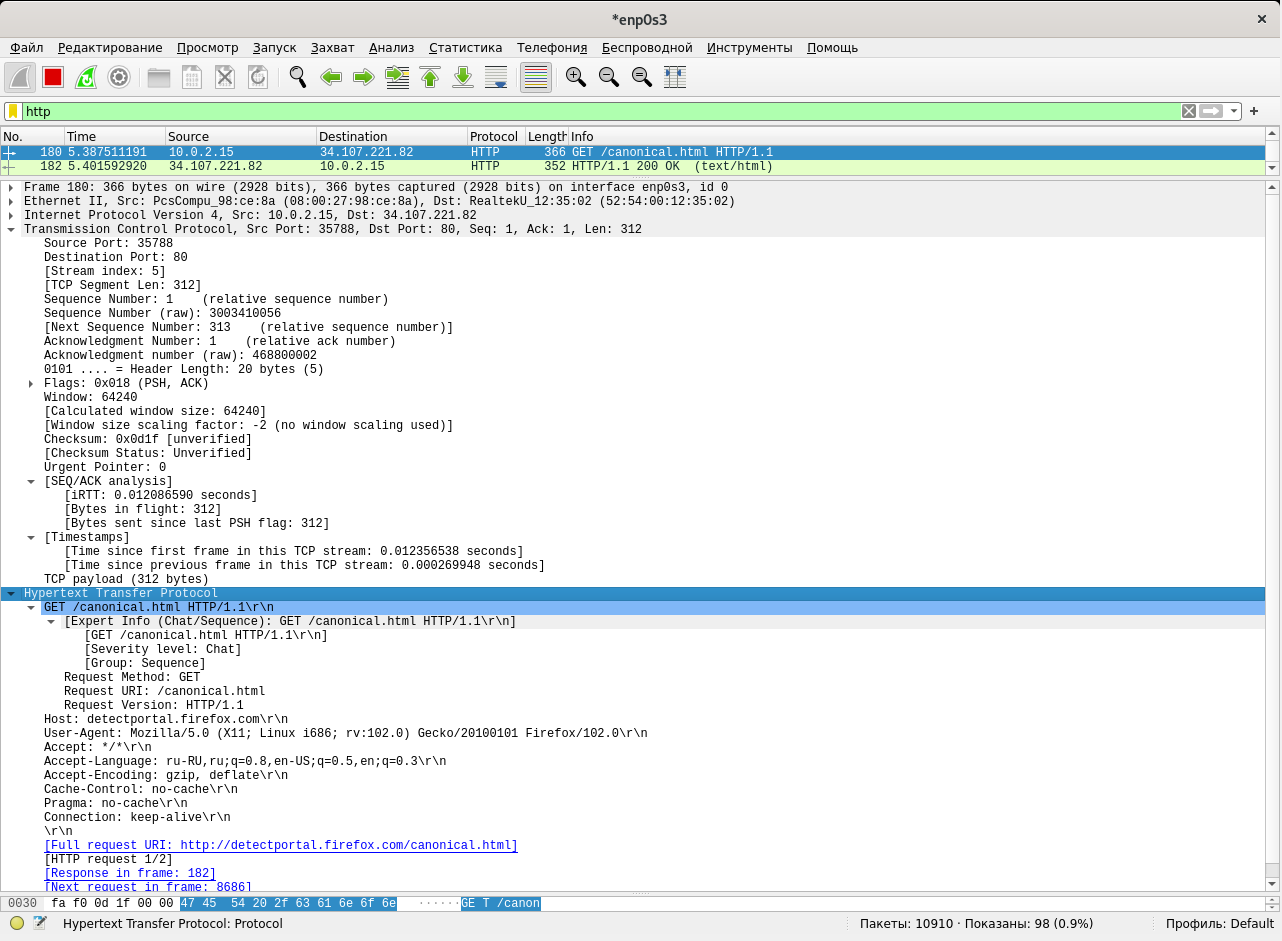 *enp0s3
Файл Редактирование Просмотр Запуск Захват Анализ Статистика Телефония Беспроводной Инструменты Помощь
http
No. Time Source Destination Protocol Length Info
180 5.387511191 10.0.2.15 34.107.221.82 HTTP 366 GET /canonical.html HTTP/1.1
182 5.401592920 34.107.221.82 10.0.2.15 HTTP 352 HTTP/1.1 200 OK (text/html)
Frame 180: 366 bytes on wire (2928 bits), 366 bytes captured (2928 bits) on interface enp0s3, id 0
Ethernet II, Src: PcsCompu_98:ce:8a (08:00:27:98:ce:8a), Dst: RealtekU_12:35:02 (52:54:00:12:35:02)
Internet Protocol Version 4, Src: 10.0.2.15, Dst: 34.107.221.82
Transmission Control Protocol, Src Port: 35788, Dst Port: 80, Seq: 1, Ack: 1, Len: 312
Source Port: 35788
Destination Port: 80
[Stream index: 5]
[TCP Segment Len: 312]
Sequence Number: 1 (relative sequence number)
Sequence Number (raw): 3003410056
[Next Sequence Number: 313 (relative sequence number)]
Acknowledgment Number: 1 (relative ack number)
Acknowledgment number (raw): 468800002
0101 .... = Header Length: 20 bytes (5)
Flags: 0x018 (PSH, ACK)
Window: 64240
[Calculated window size: 64240]
[Window size scaling factor: -2 (no window scaling used)]
Checksum: 0x0d1f [unverified]
[Checksum Status: Unverified]
Urgent Pointer: 0
[SEQ/ACK analysis]
[iRTT: 0.012086590 seconds]
[Bytes in flight: 312]
[Bytes sent since last PSH flag: 312]
[Timestamps]
[Time since first frame in this TCP stream: 0.012356538 seconds]
[Time since previous frame in this TCP stream: 0.000269948 seconds]
TCP payload (312 bytes)
Hypertext Transfer Protocol
GET /canonical.html HTTP/1.1\r\n
[Expert Info (Chat/Sequence): GET /canonical.html HTTP/1.1\r\n]
[GET /canonical.html HTTP/1.1\r\n]
[Severity level: Chat]
[Group: Sequence]
Request Method: GET
Request URI: /canonical.html
Request Version: HTTP/1.1
Host: detectportal.firefox.com\r\n
User-Agent: Mozilla/5.0 (X11; Linux i686; rv:102.0) Gecko/20100101 Firefox/102.0\r\n
Accept: */*\r\n
Accept-Language: ru-RU,ru;q=0.8,en-US;q=0.5,en;q=0.3\r\n
Accept-Encoding: gzip, deflate\r\n
Cache-Control: no-cache\r\n
Pragma: no-cache\r\n
Connection: keep-alive\r\n
\r\n
[Full request URI: http://detectportal.firefox.com/canonical.html]
[HTTP request 1/2]
[Response in frame: 182]
[Next request in frame: 8686]
0030 fa f0 0d 1f 00 00 47 45 54 20 2f 63 61 6e 6f 6e ······GE T /canon
Hypertext Transfer Protocol: Protocol Пакеты: 10910 · Показаны: 98 (0.9%) Профиль: Default